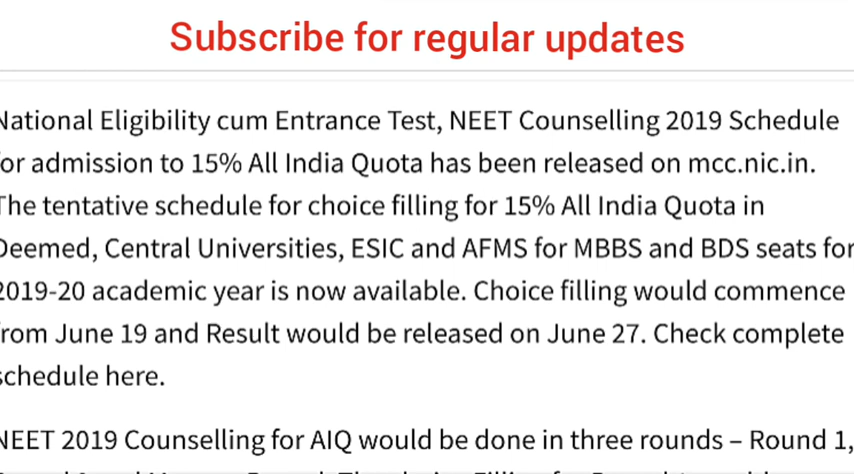 Subscribe for regular updates
National Eligibility cum Entrance Test, NEET Counselling 2019 Schedule
for admission to 15% All India Quota has been released on mcc.nic.in.
The tentative schedule for choice filling for 15% All India Quota in
Deemed, Central Universities, ESIC and AFMS for MBBS and BDS seats for
2019-20 academic year is now available. Choice filling would commence
from June 19 and Result would be released on June 27. Check complete
schedule here.
NEET 2019 Counselling for AIQ would be done in three rounds – Round 1,